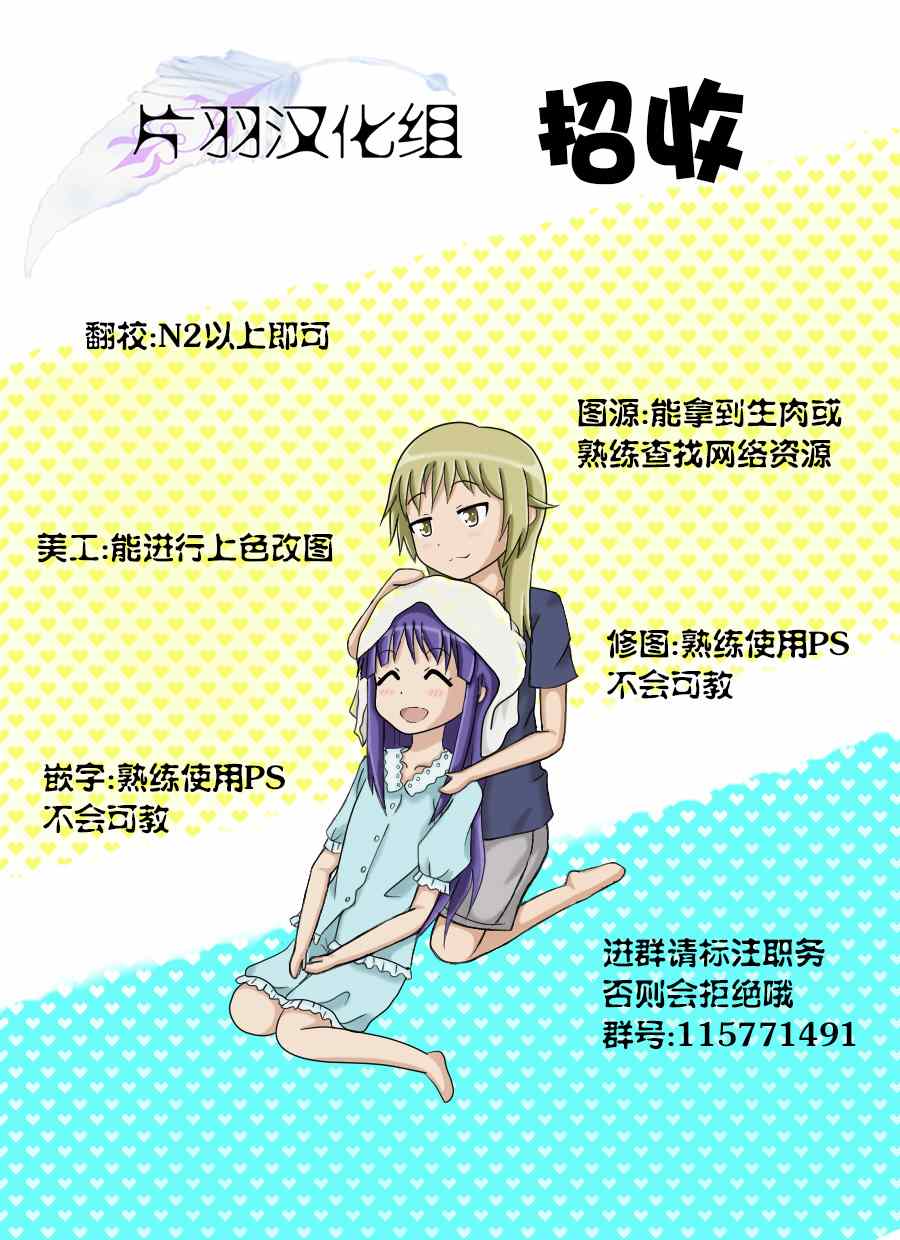 片羽汉化组 招收
翻校:N2以上即可
图源:能拿到生肉或
熟练查找网络资源
美工:能进行上色改图
修图:熟练使用PS
不会可教
嵌字:熟练使用PS
不会可教
进群请标注职务
否则会拒绝哦
群号:115771491